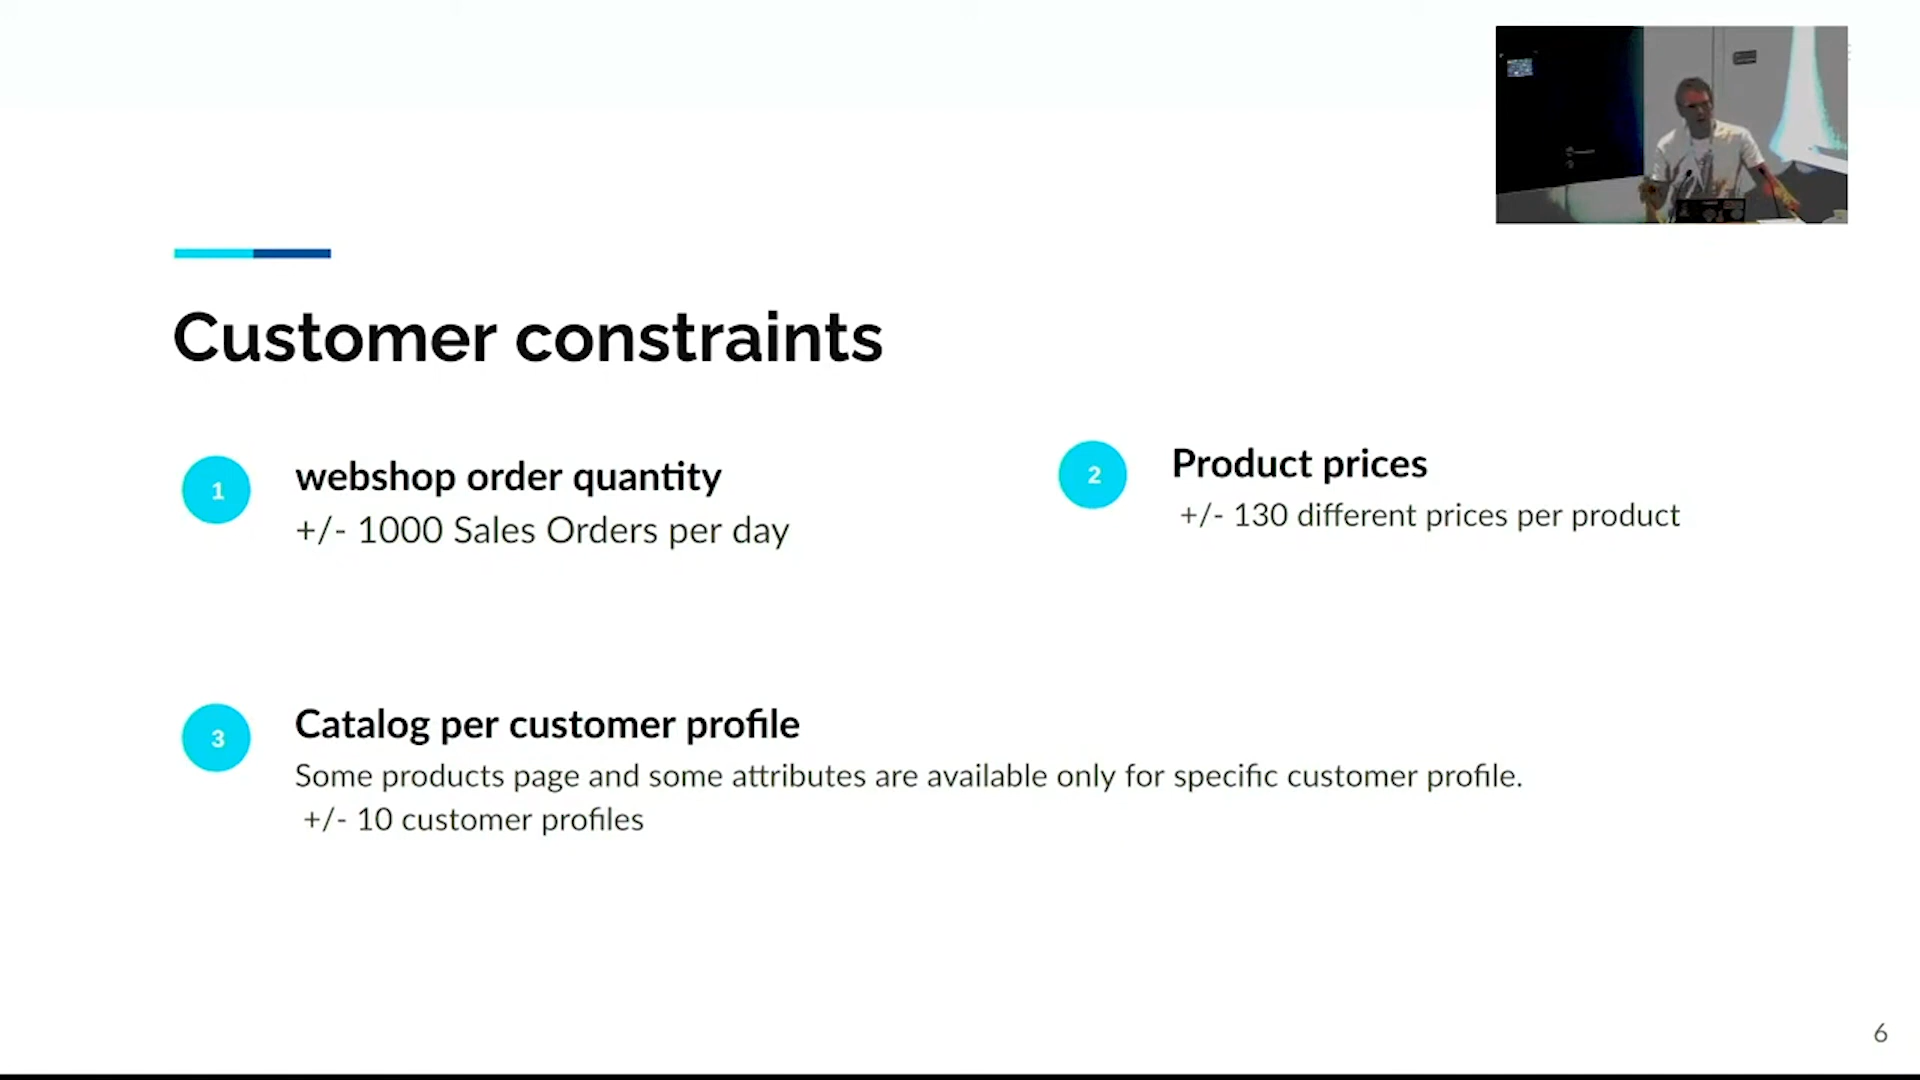 Customer constraints
1
webshop order quantity
+/- 1000 Sales Orders per day
2
Product prices
+/- 130 different prices per product
3
Catalog per customer profile
Some products page and some attributes are available only for specific customer profile.
+/- 10 customer profiles
6